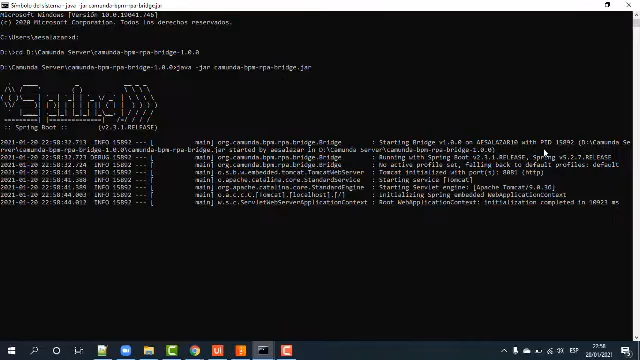 Símbolo del sistema - java -jar camunda-bpm-rpa-bridge.jar
Microsoft Windows [Versión 10.0.19041.746]
(c) 2020 Microsoft Corporation. Todos los derechos reservados.
C:\Users\aesalazar>d:
D:\>cd D:\Camunda Server\camunda-bpm-rpa-bridge-1.0.0
D:\Camunda Server\camunda-bpm-rpa-bridge-1.0.0>java -jar camunda-bpm-rpa-bridge.jar
:: Spring Boot :: (v2.3.1.RELEASE)
2021-01-20 22:58:32.713 INFO 15892 --- [ main] org.camunda.rpa.bridge.Bridge : Starting Bridge v1.0.0 on AESALAZAR10 with PID 15892 (D:\Camunda Se
rver\camunda-bpm-rpa-bridge-1.0.0\camunda-bpm-rpa-bridge.jar started by aesalazar in D:\Camunda Server\camunda-bpm-rpa-bridge-1.0.0)
2021-01-20 22:58:32.723 DEBUG 15892 --- [ main] org.camunda.rpa.bridge.Bridge : Running with Spring Boot v2.3.1.RELEASE, Spring v5.2.7.RELEASE
2021-01-20 22:58:32.725 INFO 15892 --- [ main] org.camunda.rpa.bridge.Bridge : No active profile set, falling back to default profiles: default
2021-01-20 22:58:41.353 INFO 15892 --- [ main] o.s.b.w.embedded.tomcat.TomcatWebServer : Tomcat initialized with port(s): 8081 (http)
2021-01-20 22:58:41.388 INFO 15892 --- [ main] o.apache.catalina.core.StandardService : Starting service [Tomcat]
2021-01-20 22:58:41.389 INFO 15892 --- [ main] org.apache.catalina.core.StandardEngine : Starting Servlet engine: [Apache Tomcat/9.0.36]
2021-01-20 22:58:44.003 INFO 15892 --- [ main] o.a.c.c.C.[Tomcat].[localhost].[/] : Initializing Spring embedded WebApplicationContext
2021-01-20 22:58:44.012 INFO 15892 --- [ main] w.s.c.ServletWebServerApplicationContext : Root WebApplicationContext: initialization completed in 10923 ms
ESP
22:58
20/01/2021